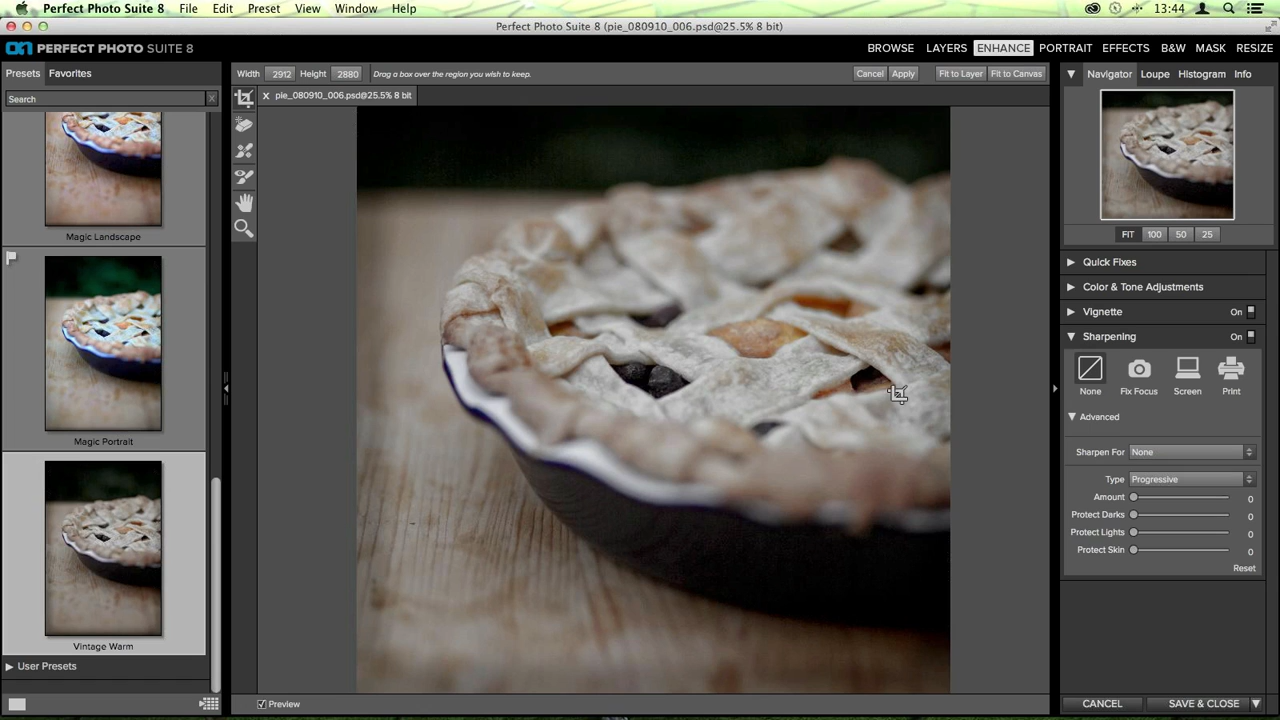 Perfect Photo Suite 8 File Edit Preset View Window Help 13:44
Perfect Photo Suite 8 (pie_080910_006.psd@25.5% 8 bit)
PERFECT PHOTO SUITE 8 BROWSE LAYERS ENHANCE PORTRAIT EFFECTS B&W MASK RESIZE
Presets Favorites Width 2912 Height 2880 Drag a box over the region you wish to keep. Cancel Apply Fit to Layer Fit to Canvas Navigator Loupe Histogram Info
Search X
x pie_080910_006.psd@25.5% 8 bit
Magic Landscape
FIT 100 50 25
Quick Fixes
Color & Tone Adjustments
Vignette On
Sharpening On
None Fix Focus Screen Print
Advanced
Magic Portrait
Sharpen For None
Type Progressive
Amount 0
Protect Darks 0
Protect Lights 0
Protect Skin 0
Reset
Vintage Warm
User Presets
Preview
CANCEL SAVE & CLOSE